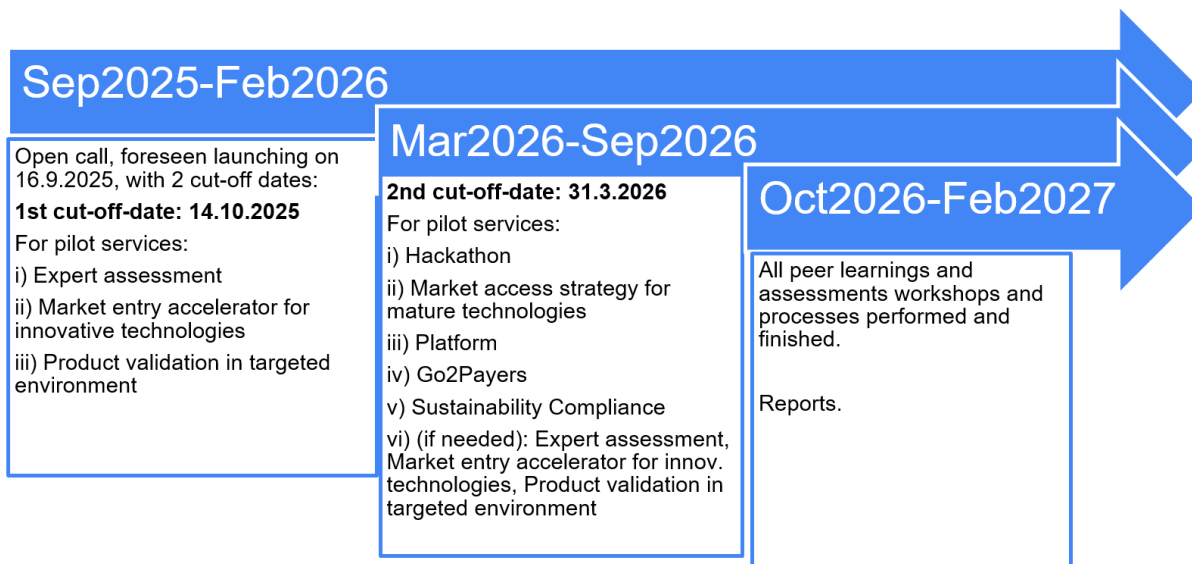 Sep2025-Feb2026
Open call, foreseen launching on
16.9.2025, with 2 cut-off dates:
1st cut-off-date: 14.10.2025
For pilot services:
i) Expert assessment
ii) Market entry accelerator for
innovative technologies
iii) Product validation in targeted
environment
Mar2026-Sep2026
2nd cut-off-date: 31.3.2026
For pilot services:
i) Hackathon
ii) Market access strategy for
mature technologies
iii) Platform
iv) Go2Payers
v) Sustainability Compliance
vi) (if needed): Expert assessment,
Market entry accelerator for innov.
technologies, Product validation in
targeted environment
Oct2026-Feb2027
All peer learnings and
assessments workshops and
processes performed and
finished.
Reports.